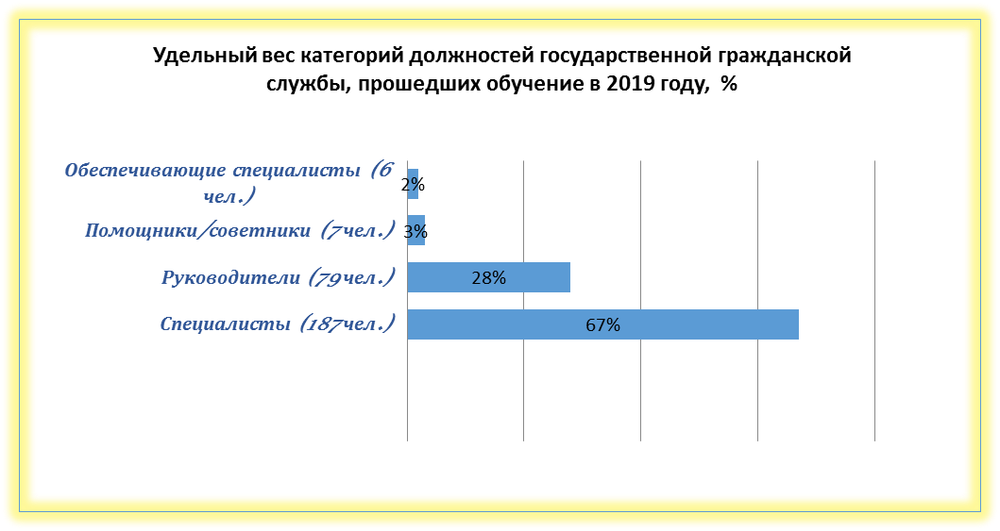 Удельный вес категорий должностей государственной гражданской
службы, прошедших обучение в 2019 году,  %
Обеспечивающие специалисты (6
чел.)
2%
Помощники/советники (7чел.)
3%
Руководители (79чел.)
28%
Специалисты (187чел.)
67%